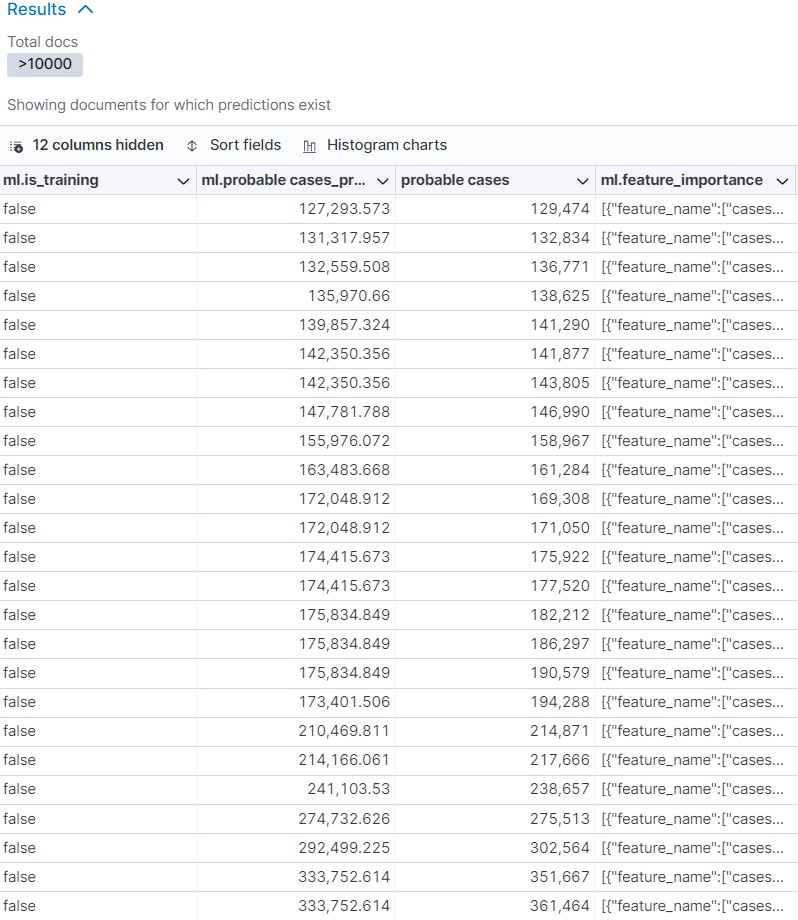 Results
Total docs
>10000
Showing documents for which predictions exist
12 columns hidden Sort fields Histogram charts
ml.is_training ml.probable cases_pr... probable cases ml.feature_importance
false 127,293.573 129,474 [{"feature_name":["cases...
false 131,317.957 132,834 [{"feature_name":["cases...
false 132,559.508 136,771 [{"feature_name":["cases...
false 135,970.66 138,625 [{"feature_name":["cases...
false 139,857.324 141,290 [{"feature_name":["cases...
false 142,350.356 141,877 [{"feature_name":["cases...
false 142,350.356 143,805 [{"feature_name":["cases...
false 147,781.788 146,990 [{"feature_name":["cases...
false 155,976.072 158,967 [{"feature_name":["cases...
false 163,483.668 161,284 [{"feature_name":["cases...
false 172,048.912 169,308 [{"feature_name":["cases...
false 172,048.912 171,050 [{"feature_name":["cases...
false 174,415.673 175,922 [{"feature_name":["cases...
false 174,415.673 177,520 [{"feature_name":["cases...
false 175,834.849 182,212 [{"feature_name":["cases...
false 175,834.849 186,297 [{"feature_name":["cases...
false 175,834.849 190,579 [{"feature_name":["cases...
false 173,401.506 194,288 [{"feature_name":["cases...
false 210,469.811 214,871 [{"feature_name":["cases...
false 214,166.061 217,666 [{"feature_name":["cases...
false 241,103.53 238,657 [{"feature_name":["cases...
false 274,732.626 275,513 [{"feature_name":["cases...
false 292,499.225 302,564 [{"feature_name":["cases...
false 333,752.614 351,667 [{"feature_name":["cases...
false 333,752.614 361,464 [{"feature_name":["cases...